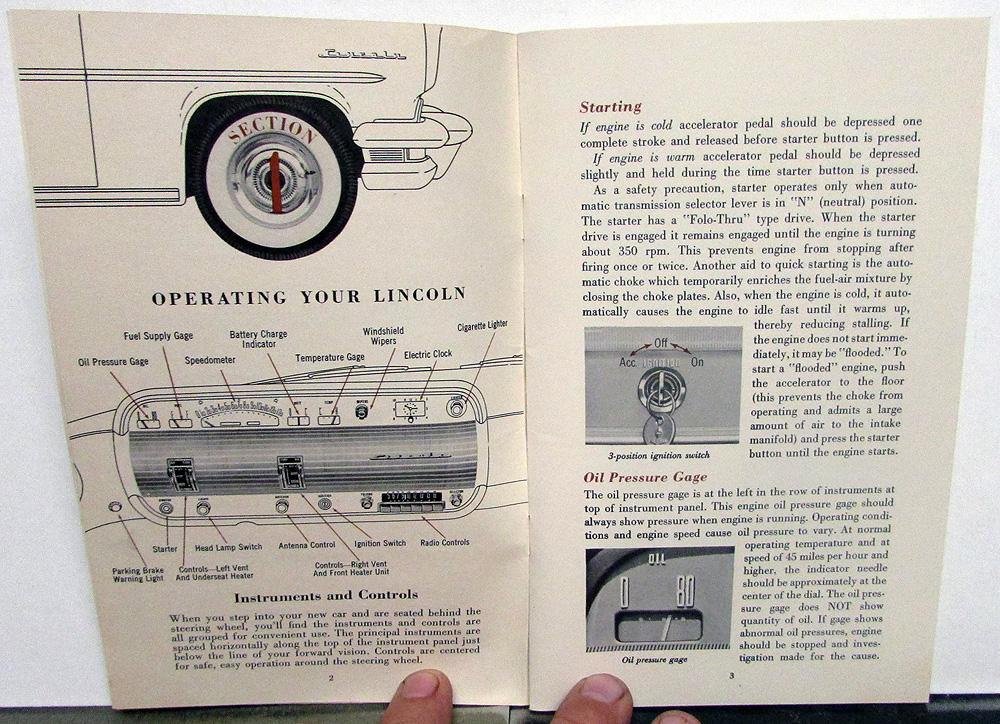 Lincoln
SECTION
1
OPERATING YOUR LINCOLN
Cigarette Lighter
Windshield
Wipers
Fuel Supply Gage
Battery Charge
Indicator
Electric Clock
Oil Pressure Gage
Speedometer
Temperature Gage
Lincoln
Starter
Head Lamp Switch
Antenna Control
Ignition Switch
Radio Controls
Parking Brake
Warning Light
Controls—Left Vent
And Underseat Heater
Controls—Right Vent
And Front Heater Unit
Instruments and Controls
When you step into your new car and are seated behind the
steering wheel, you'll find the instruments and controls are
all grouped for convenient use. The principal instruments are
spaced horizontally along the top of the instrument panel just
below the line of your forward vision. Controls are centered
for safe, easy operation around the steering wheel.
2
Starting
If engine is cold accelerator pedal should be depressed one
complete stroke and released before starter button is pressed.
If engine is warm accelerator pedal should be depressed
slightly and held during the time starter button is pressed.
As a safety precaution, starter operates only when auto-
matic transmission selector lever is in "N" (neutral) position.
The starter has a "Folo-Thru" type drive. When the starter
drive is engaged it remains engaged until the engine is turning
about 350 rpm. This prevents engine from stopping after
firing once or twice. Another aid to quick starting is the auto-
matic choke which temporarily enriches the fuel-air mixture by
closing the choke plates. Also, when the engine is cold, it auto-
matically causes the engine to idle fast until it warms up,
thereby reducing stalling. If
the engine does not start imme-
diately, it may be "flooded." To
start a "flooded" engine, push
the accelerator to the floor
(this prevents the choke from
operating and admits a large
amount of air to the intake
manifold) and press the starter
button until the engine starts.
Off
Acc. IGNITION On
3-position ignition switch
Oil Pressure Gage
The oil pressure gage is at the left in the row of instruments at
top of instrument panel. This engine oil pressure gage should
always show pressure when engine is running. Operating condi-
tions and engine speed cause oil pressure to vary. At normal
operating temperature and at
speed of 45 miles per hour and
higher, the indicator needle
should be approximately at the
center of the dial. The oil pres-
sure gage does NOT show
quantity of oil. If gage shows
abnormal oil pressures, engine
should be stopped and inves-
tigation made for the cause.
OIL
0 80
Oil pressure gage
3